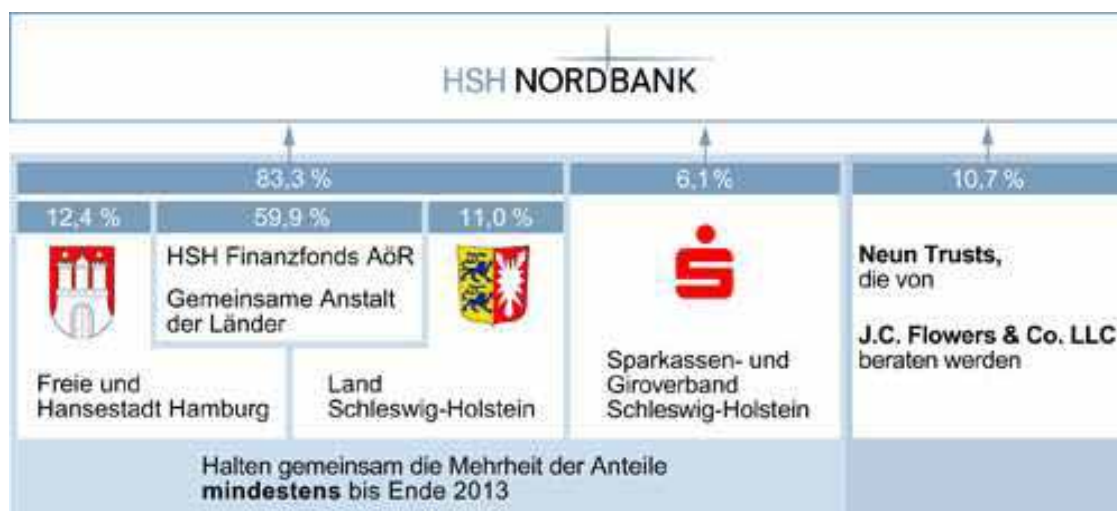 HSH NORDBANK
83,3 %
6,1 %
10,7 %
12,4 %
59,9 %
11,0 %
HSH Finanzfonds AöR
Gemeinsame Anstalt
der Länder
Freie und
Hansestadt Hamburg
Land
Schleswig-Holstein
Sparkassen- und
Giroverband
Schleswig-Holstein
Neun Trusts,
die von
J.C. Flowers & Co. LLC
beraten werden
Halten gemeinsam die Mehrheit der Anteile
mindestens bis Ende 2013